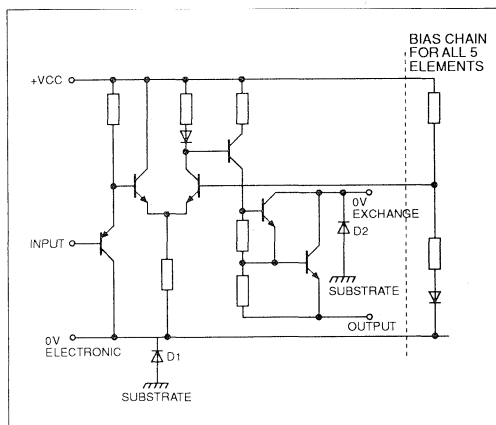 BIAS CHAIN
FOR ALL 5
ELEMENTS
+VCC
0V
EXCHANGE
INPUT
D2
SUBSTRATE
OUTPUT
0V
ELECTRONIC
D1
SUBSTRATE